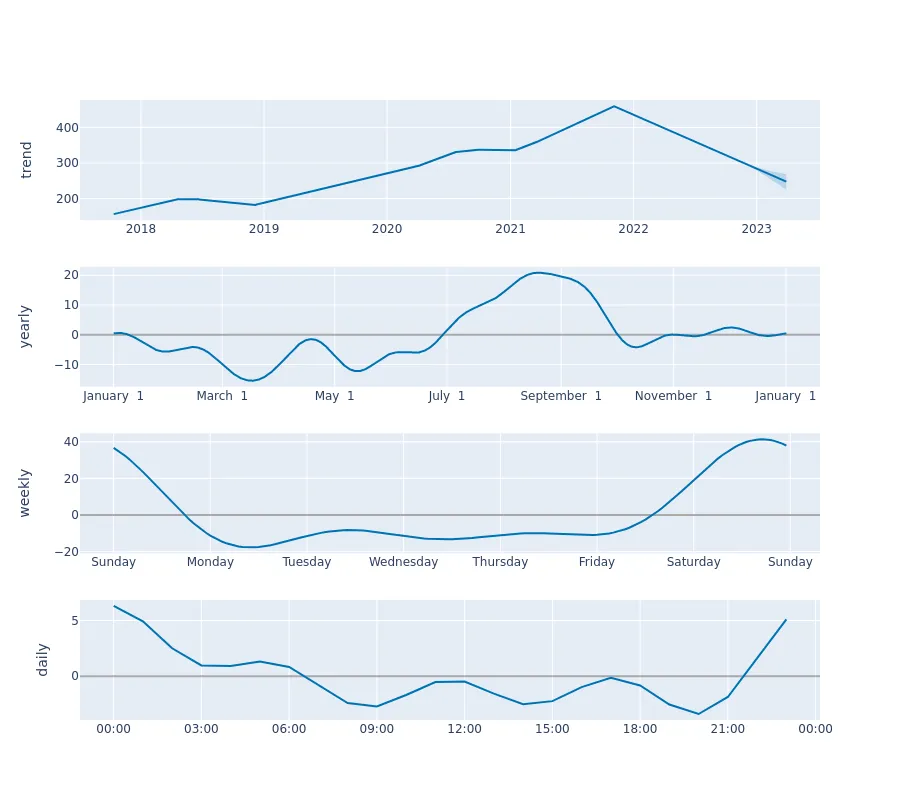 trend
400
300
200
2018 2019 2020 2021 2022 2023
yearly
20
10
0
−10
January 1 March 1 May 1 July 1 September 1 November 1 January 1
weekly
40
20
0
−20
Sunday Monday Tuesday Wednesday Thursday Friday Saturday Sunday
daily
5
0
00:00 03:00 06:00 09:00 12:00 15:00 18:00 21:00 00:00